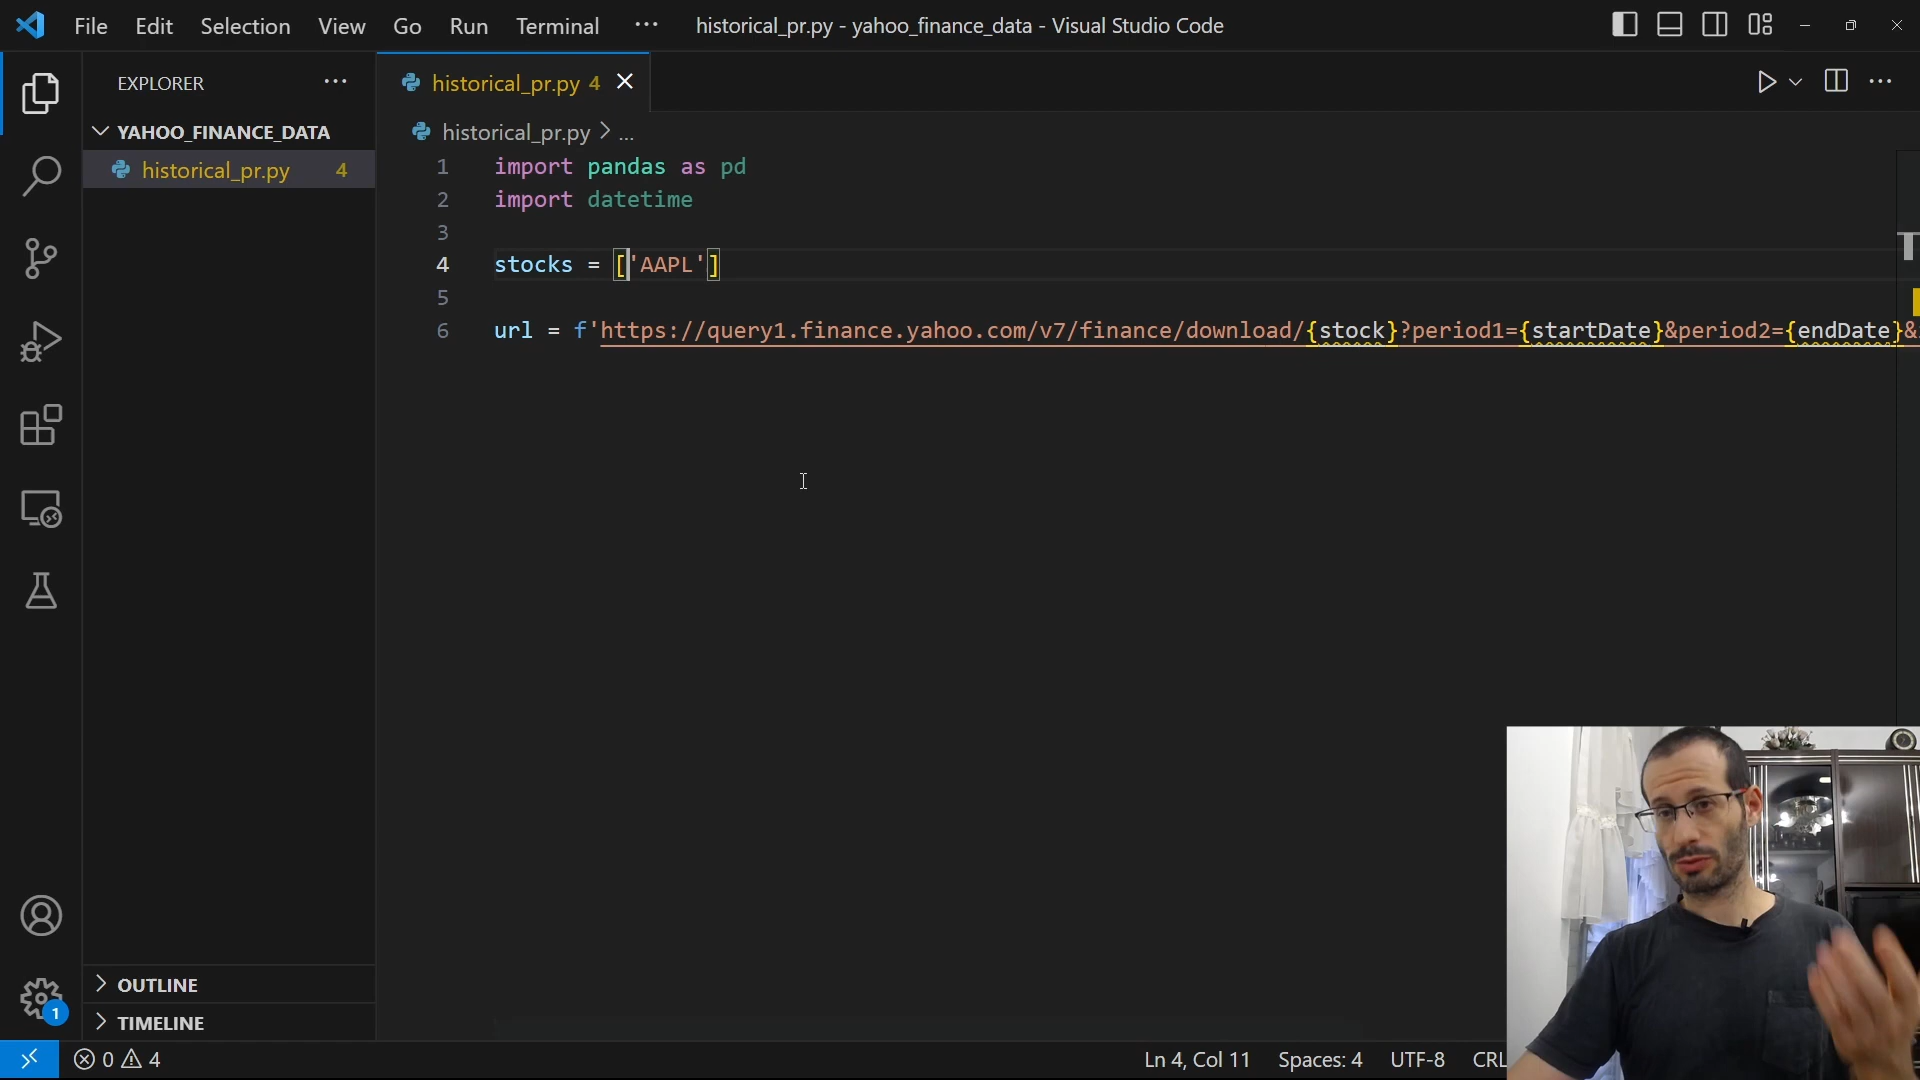 File Edit Selection View Go Run Terminal ··· historical_pr.py - yahoo_finance_data - Visual Studio Code
EXPLORER ···
historical_pr.py 4
YAHOO_FINANCE_DATA
historical_pr.py > ...
historical_pr.py 4
1 import pandas as pd
2 import datetime
3
4 stocks = ['AAPL']
5
6 url = f'https://query1.finance.yahoo.com/v7/finance/download/{stock}?period1={startDate}&period2={endDate}&
OUTLINE
1
TIMELINE
0 4 Ln 4, Col 11 Spaces: 4 UTF-8